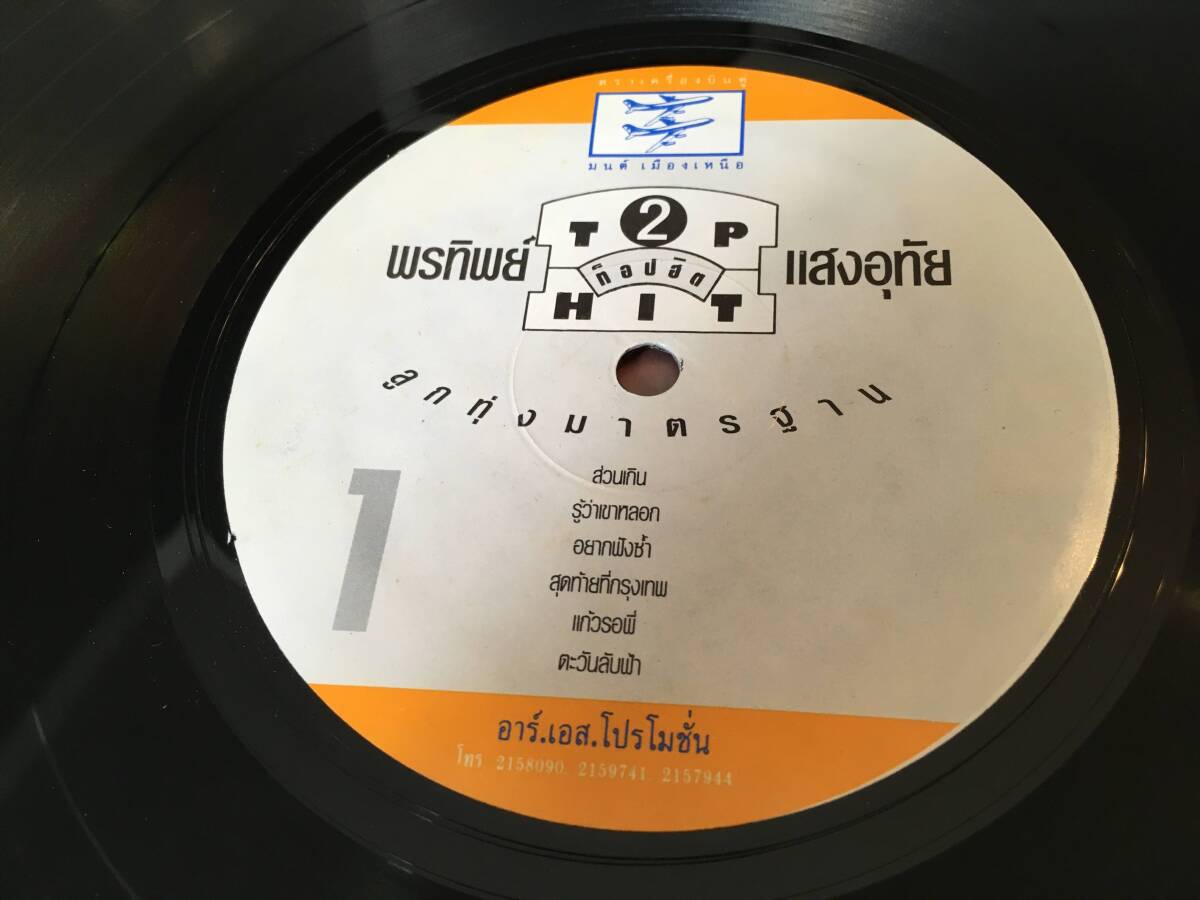 ตราเครื่องบินคู่
มนต์ เมืองเหนือ
T 2 P
พรทิพย์ ท็อปฮิต แสงอุทัย
HIT
ลูกทุ่งมาตรฐาน
1
ส่วนเกิน
รู้ว่าเขาหลอก
อยากฟังซ้ำ
สุดท้ายที่กรุงเทพ
แก้วรอพี่
ตะวันลับฟ้า
อาร์.เอส.โปรโมชั่น
โทร 2158090. 2159741 2157944